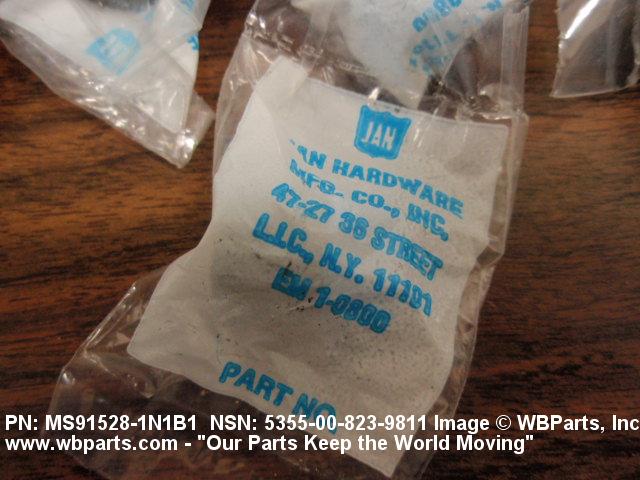 JAN
JAN HARDWARE
MFG. CO., INC.
47-27 36 STREET
L.I.C., N.Y. 11101
EM 1-0800
PART NO.
PN: MS91528-1N1B1 NSN: 5355-00-823-9811 Image © WBParts, Inc
www.wbparts.com - "Our Parts Keep the World Moving"